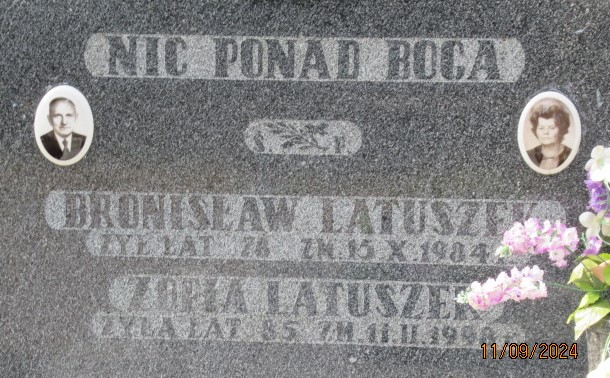 NIC PONAD BOGA
BRONISŁAW LATUSZEK
ŻYŁ LAT 74 ZM. 15 X. 1984
ZOFIA LATUSZEK
ŻYŁA LAT 85 ZM. 11. II.
11/09/2024